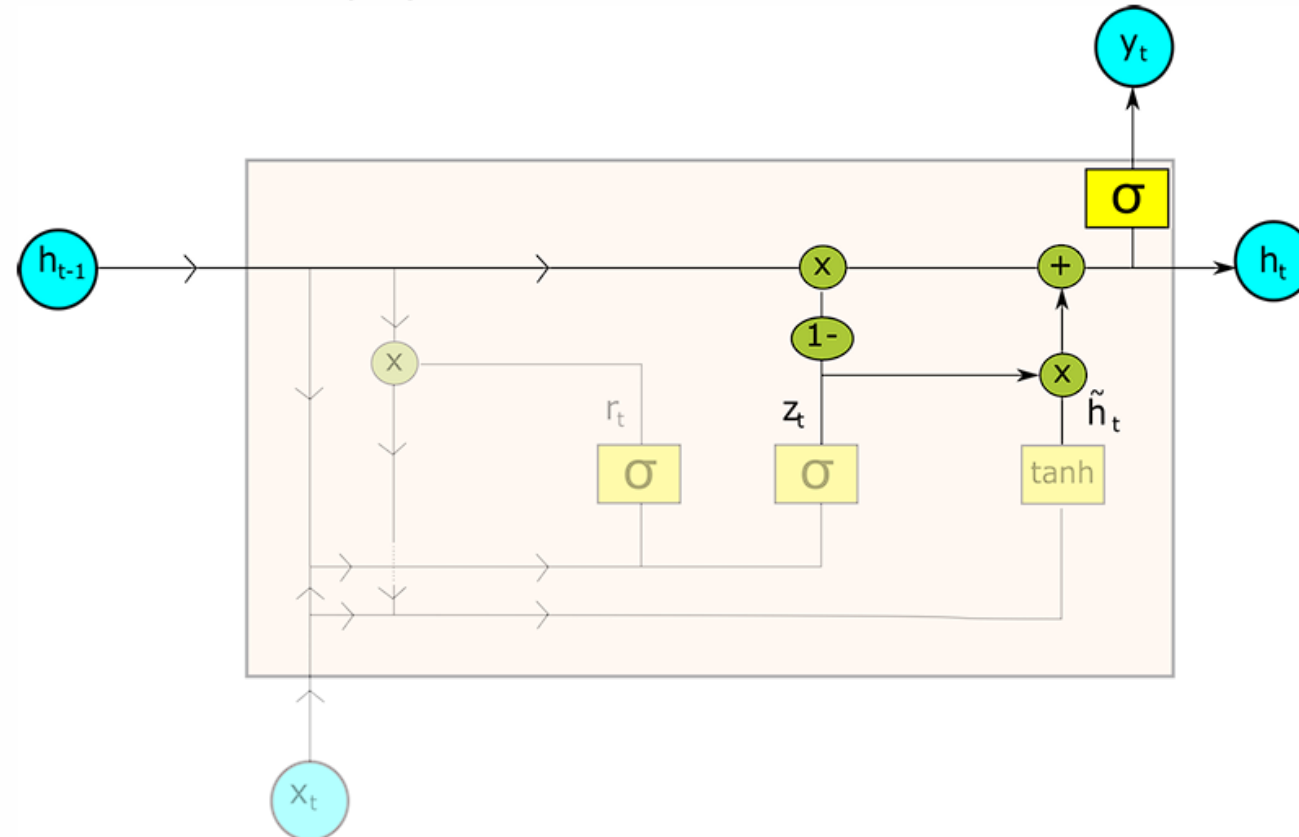 yₜ
σ
hₜ₋₁
x
+
hₜ
1-
x
x
rₜ
zₜ
h̃ₜ
σ
σ
tanh
xₜ